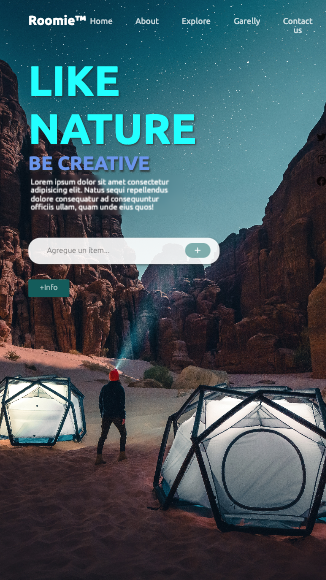 Roomie™ Home About Explore Garelly Contact
us
LIKE
NATURE
BE CREATIVE
Lorem ipsum dolor sit amet consectetur
adipisicing elit. Natus sequi repellendus
dolore consequatur ad consequuntur
officiis ullam, quam unde eius quos!
Agregue un ítem... +
+Info